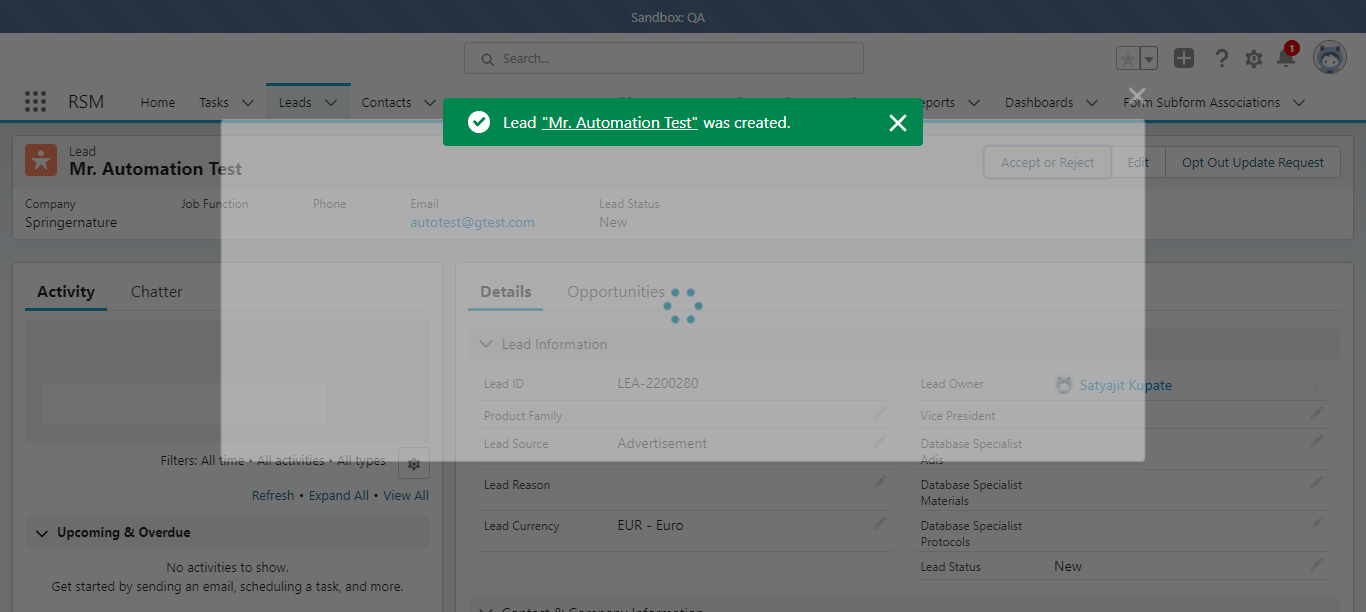 Sandbox: QA
Search...
1
RSM Home Tasks Leads Contacts Dashboards Form Subform Associations
Lead "Mr. Automation Test" was created.
Lead
Mr. Automation Test
Accept or Reject Edit Opt Out Update Request
Company Job Function Phone Email Lead Status
Springernature autotest@gtest.com New
Activity Chatter
Details Opportunities
Lead Information
Lead ID LEA-2200280 Lead Owner Satyajit Kupate
Product Family Vice President
Lead Source Advertisement Database Specialist
Adis
Filters: All time • All activities • All types
Lead Reason Database Specialist
Materials
Refresh • Expand All • View All
Lead Currency EUR - Euro Database Specialist
Protocols
Upcoming & Overdue
No activities to show.
Lead Status New
Get started by sending an email, scheduling a task, and more.
Contact & Company Information